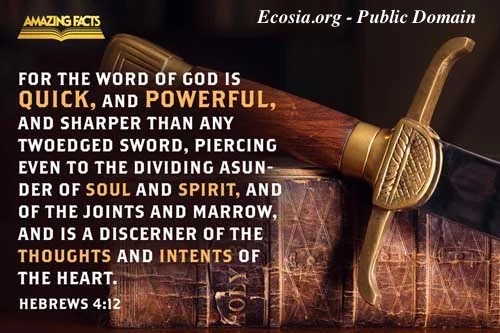 AMAZING FACTS
Ecosia.org - Public Domain
FOR THE WORD OF GOD IS
QUICK, AND POWERFUL,
AND SHARPER THAN ANY
TWOEDGED SWORD, PIERCING
EVEN TO THE DIVIDING ASUN-
DER OF SOUL AND SPIRIT, AND
OF THE JOINTS AND MARROW,
AND IS A DISCERNER OF THE
THOUGHTS AND INTENTS OF
THE HEART.
HEBREWS 4:12
HOLY